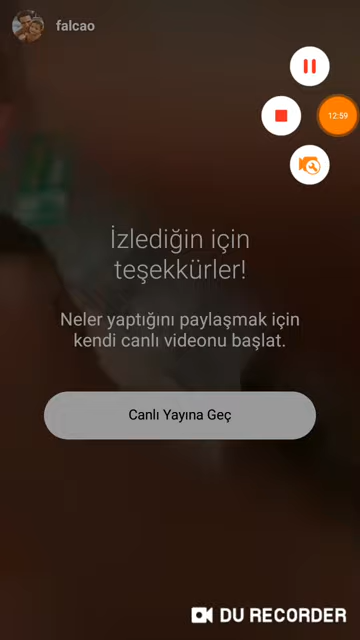 falcao
12:59
İzlediğin için
teşekkürler!
Neler yaptığını paylaşmak için
kendi canlı videonu başlat.
Canlı Yayına Geç
DU RECORDER